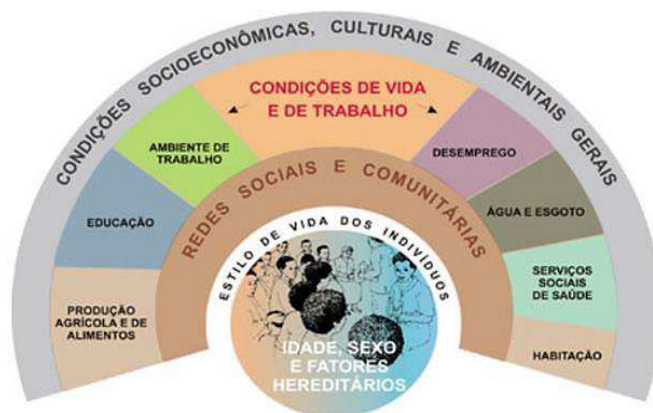 CONDIÇÕES SOCIOECONÔMICAS, CULTURAIS E AMBIENTAIS GERAIS
CONDIÇÕES DE VIDA
E DE TRABALHO
AMBIENTE DE
TRABALHO
DESEMPREGO
EDUCAÇÃO
ÁGUA E ESGOTO
PRODUÇÃO
AGRÍCOLA E DE
ALIMENTOS
SERVIÇOS
SOCIAIS
DE SAÚDE
HABITAÇÃO
REDES SOCIAIS E COMUNITÁRIAS
ESTILO DE VIDA DOS INDIVÍDUOS
IDADE, SEXO
E FATORES
HEREDITÁRIOS